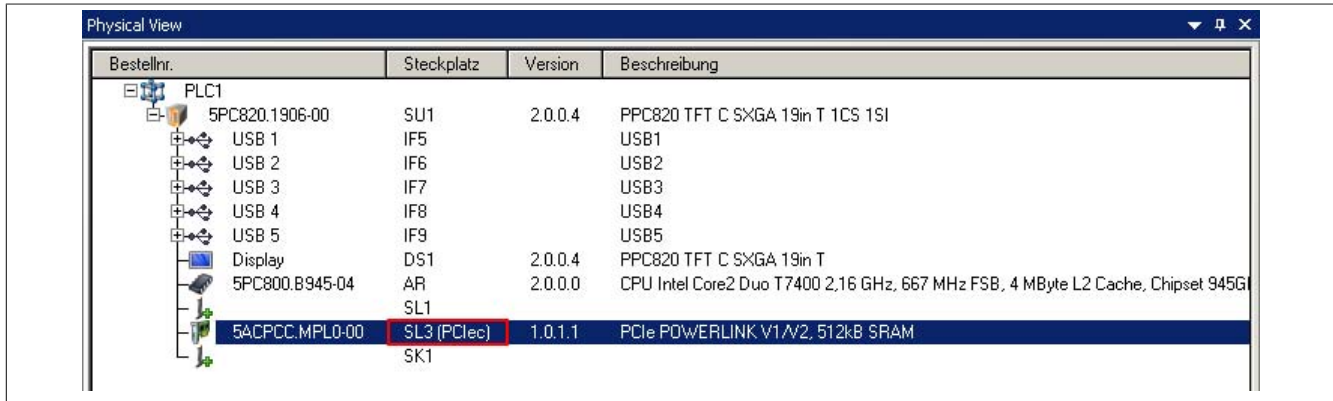 Physical View
Bestellnr. Steckplatz Version Beschreibung
PLC1
5PC820.1906-00 SU1 2.0.0.4 PPC820 TFT C SXGA 19in T 1CS 1SI
USB 1 IF5 USB1
USB 2 IF6 USB2
USB 3 IF7 USB3
USB 4 IF8 USB4
USB 5 IF9 USB5
Display DS1 2.0.0.4 PPC820 TFT C SXGA 19in T
5PC800.B945-04 AR 2.0.0.0 CPU Intel Core2 Duo T7400 2,16 GHz, 667 MHz FSB, 4 MByte L2 Cache, Chipset 945G
SL1
5ACPCC.MPL0-00 SL3 (PCIec) 1.0.1.1 PCIe POWERLINK V1/V2, 512kB SRAM
SK1